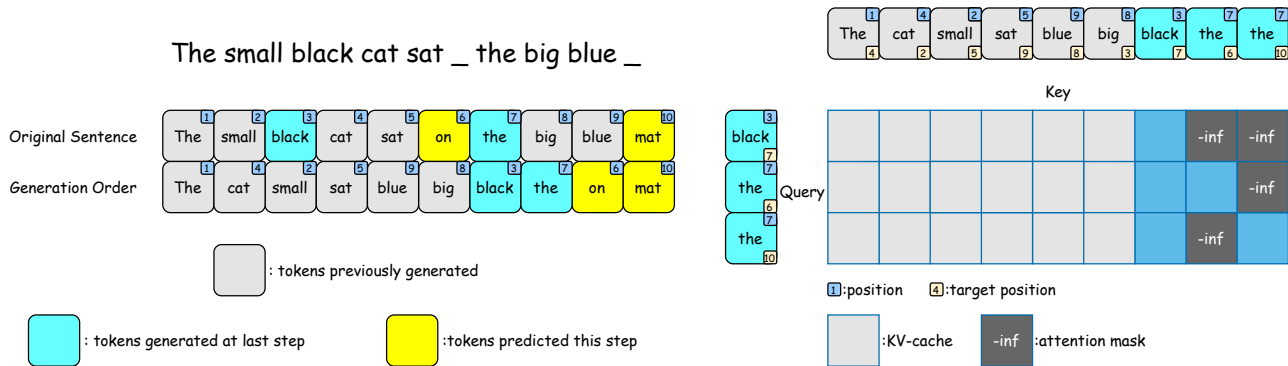 The small black cat sat _ the big blue _
Original Sentence
1 2 3 4 5 6 7 8 9 10
The small black cat sat on the big blue mat
Generation Order
1 4 2 5 9 8 3 7 6 10
The cat small sat blue big black the on mat
: tokens previously generated
: tokens generated at last step
:tokens predicted this step
1 4 2 5 9 8 3 7 7
The cat small sat blue big black the the
4 2 5 9 8 3 7 6 10
Key
Query
3
black
7
7
the
6
7
the
10
-inf -inf
-inf
-inf
1 :position
4 :target position
:KV-cache
-inf :attention mask